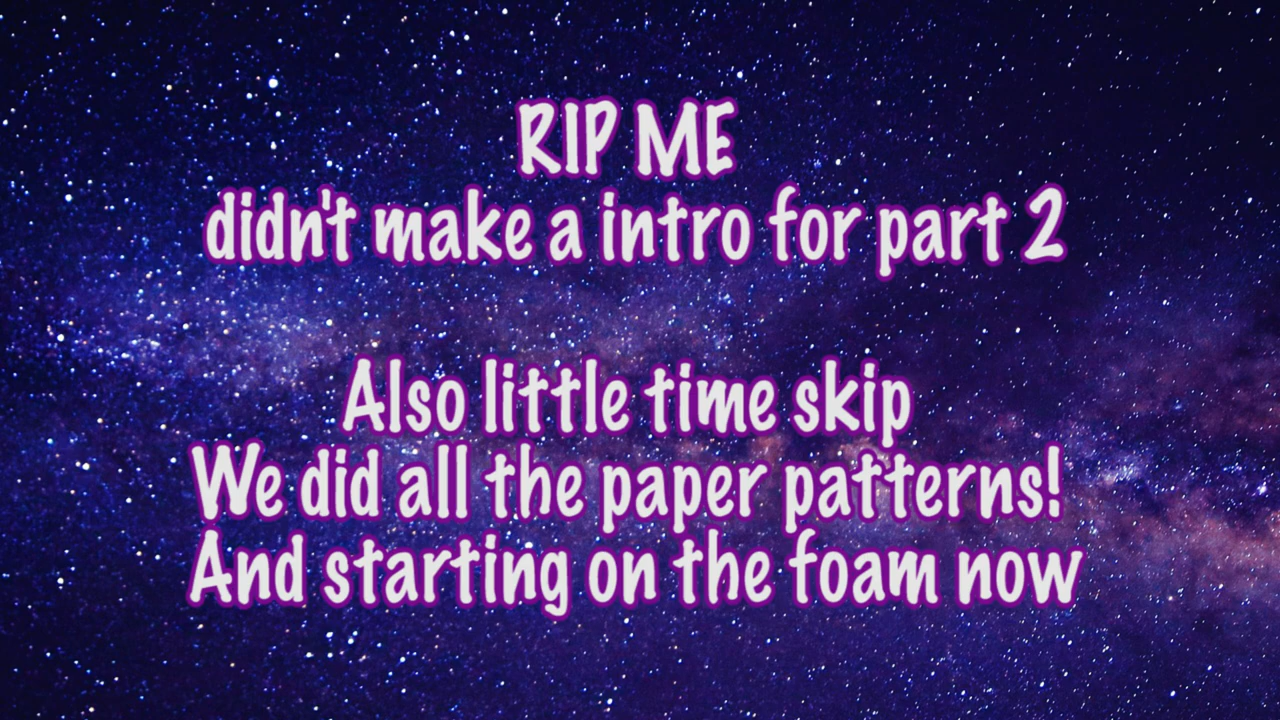 RIP ME
didn't make a intro for part 2
Also little time skip
We did all the paper patterns!
And starting on the foam now